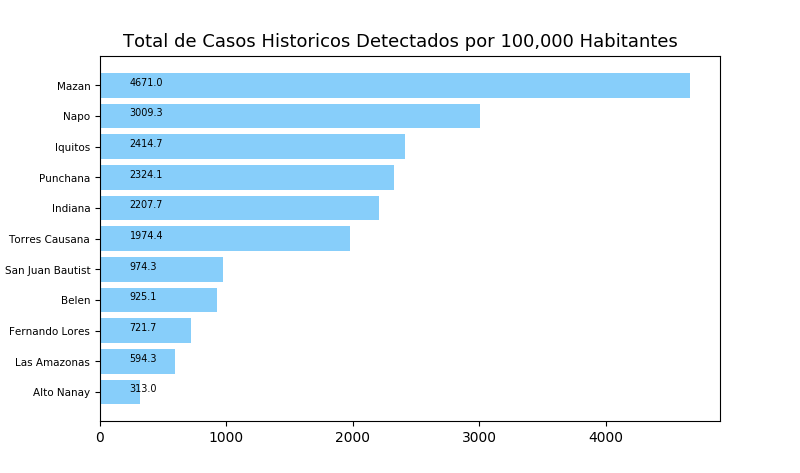 Total de Casos Historicos Detectados por 100,000 Habitantes
Mazan 4671.0
Napo 3009.3
Iquitos 2414.7
Punchana 2324.1
Indiana 2207.7
Torres Causana 1974.4
San Juan Bautist 974.3
Belen 925.1
Fernando Lores 721.7
Las Amazonas 594.3
Alto Nanay 313.0
0 1000 2000 3000 4000